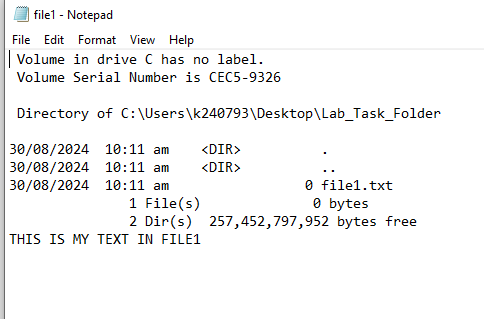 file1 - Notepad
File Edit Format View Help
Volume in drive C has no label.
Volume Serial Number is CEC5-9326
Directory of C:\Users\k240793\Desktop\Lab_Task_Folder
30/08/2024  10:11 am    <DIR>          .
30/08/2024  10:11 am    <DIR>          ..
30/08/2024  10:11 am                 0 file1.txt
1 File(s)              0 bytes
2 Dir(s)  257,452,797,952 bytes free
THIS IS MY TEXT IN FILE1